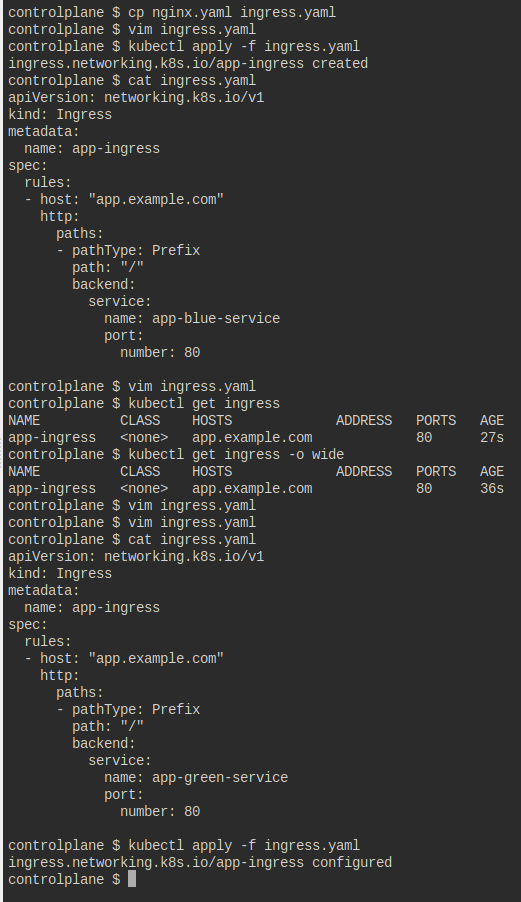 controlplane $ cp nginx.yaml ingress.yaml
controlplane $ vim ingress.yaml
controlplane $ kubectl apply -f ingress.yaml
ingress.networking.k8s.io/app-ingress created
controlplane $ cat ingress.yaml
apiVersion: networking.k8s.io/v1
kind: Ingress
metadata:
  name: app-ingress
spec:
  rules:
  - host: "app.example.com"
    http:
      paths:
      - pathType: Prefix
        path: "/"
        backend:
          service:
            name: app-blue-service
            port:
              number: 80

controlplane $ vim ingress.yaml
controlplane $ kubectl get ingress
NAME          CLASS    HOSTS             ADDRESS   PORTS   AGE
app-ingress   <none>   app.example.com             80      27s
controlplane $ kubectl get ingress -o wide
NAME          CLASS    HOSTS             ADDRESS   PORTS   AGE
app-ingress   <none>   app.example.com             80      36s
controlplane $ vim ingress.yaml
controlplane $ vim ingress.yaml
controlplane $ cat ingress.yaml
apiVersion: networking.k8s.io/v1
kind: Ingress
metadata:
  name: app-ingress
spec:
  rules:
  - host: "app.example.com"
    http:
      paths:
      - pathType: Prefix
        path: "/"
        backend:
          service:
            name: app-green-service
            port:
              number: 80

controlplane $ kubectl apply -f ingress.yaml
ingress.networking.k8s.io/app-ingress configured
controlplane $